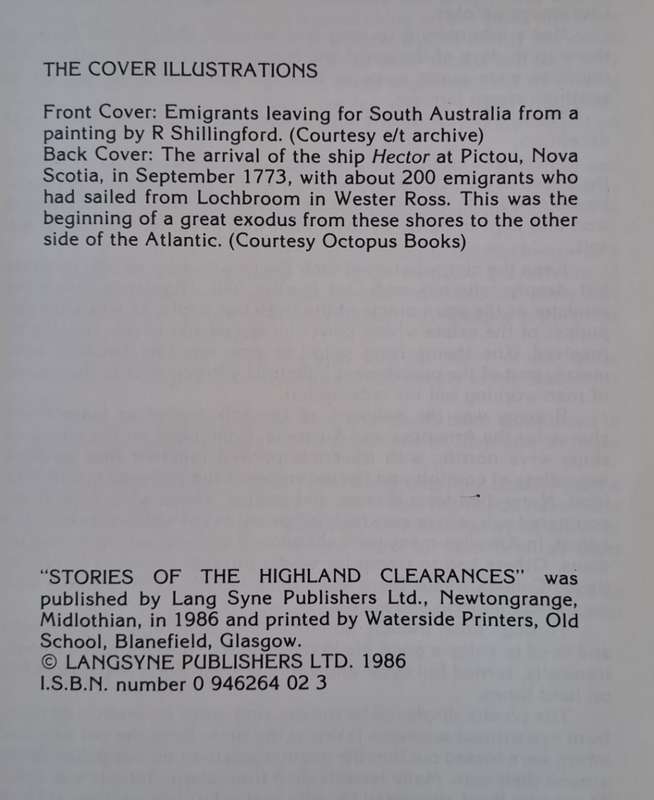 THE COVER ILLUSTRATIONS
Front Cover: Emigrants leaving for South Australia from a
painting by R Shillingford. (Courtesy e/t archive)
Back Cover: The arrival of the ship Hector at Pictou, Nova
Scotia, in September 1773, with about 200 emigrants who
had sailed from Lochbroom in Wester Ross. This was the
beginning of a great exodus from these shores to the other
side of the Atlantic. (Courtesy Octopus Books)
"STORIES OF THE HIGHLAND CLEARANCES" was
published by Lang Syne Publishers Ltd., Newtongrange,
Midlothian, in 1986 and printed by Waterside Printers, Old
School, Blanefield, Glasgow.
© LANGSYNE PUBLISHERS LTD. 1986
I.S.B.N. number 0 946264 02 3